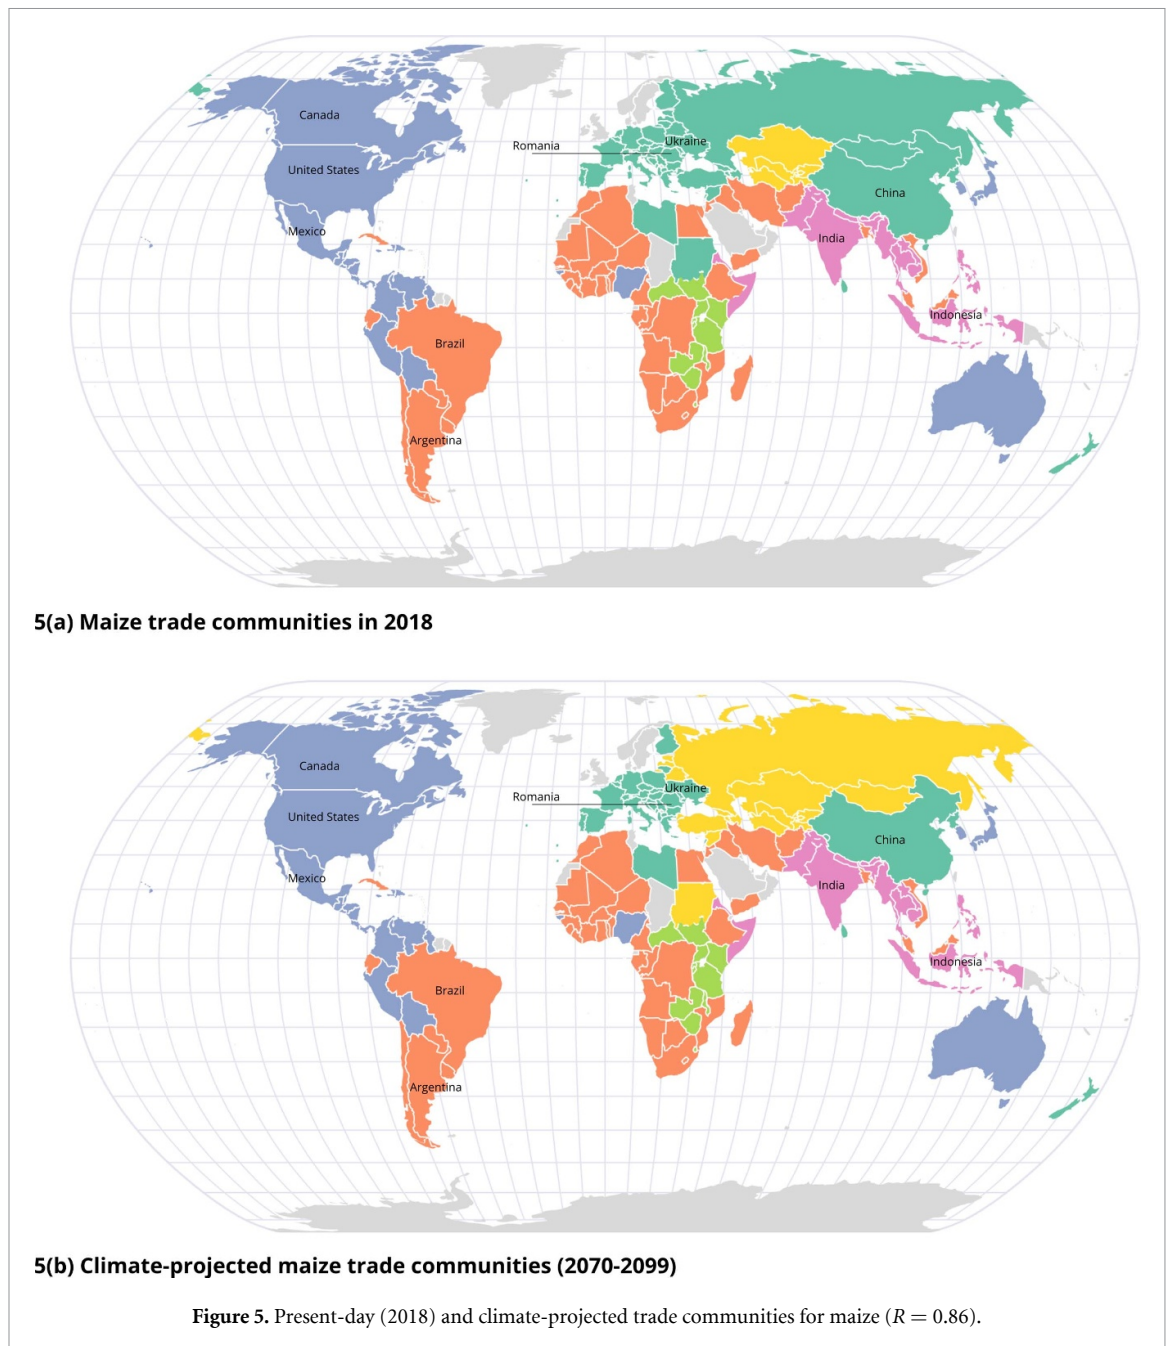 Canada
United States
Mexico
Romania
Ukraine
China
India
Indonesia
Brazil
Argentina
5(a) Maize trade communities in 2018
Canada
United States
Mexico
Romania
Ukraine
China
India
Indonesia
Brazil
Argentina
5(b) Climate-projected maize trade communities (2070-2099)
Figure 5. Present-day (2018) and climate-projected trade communities for maize (R = 0.86).